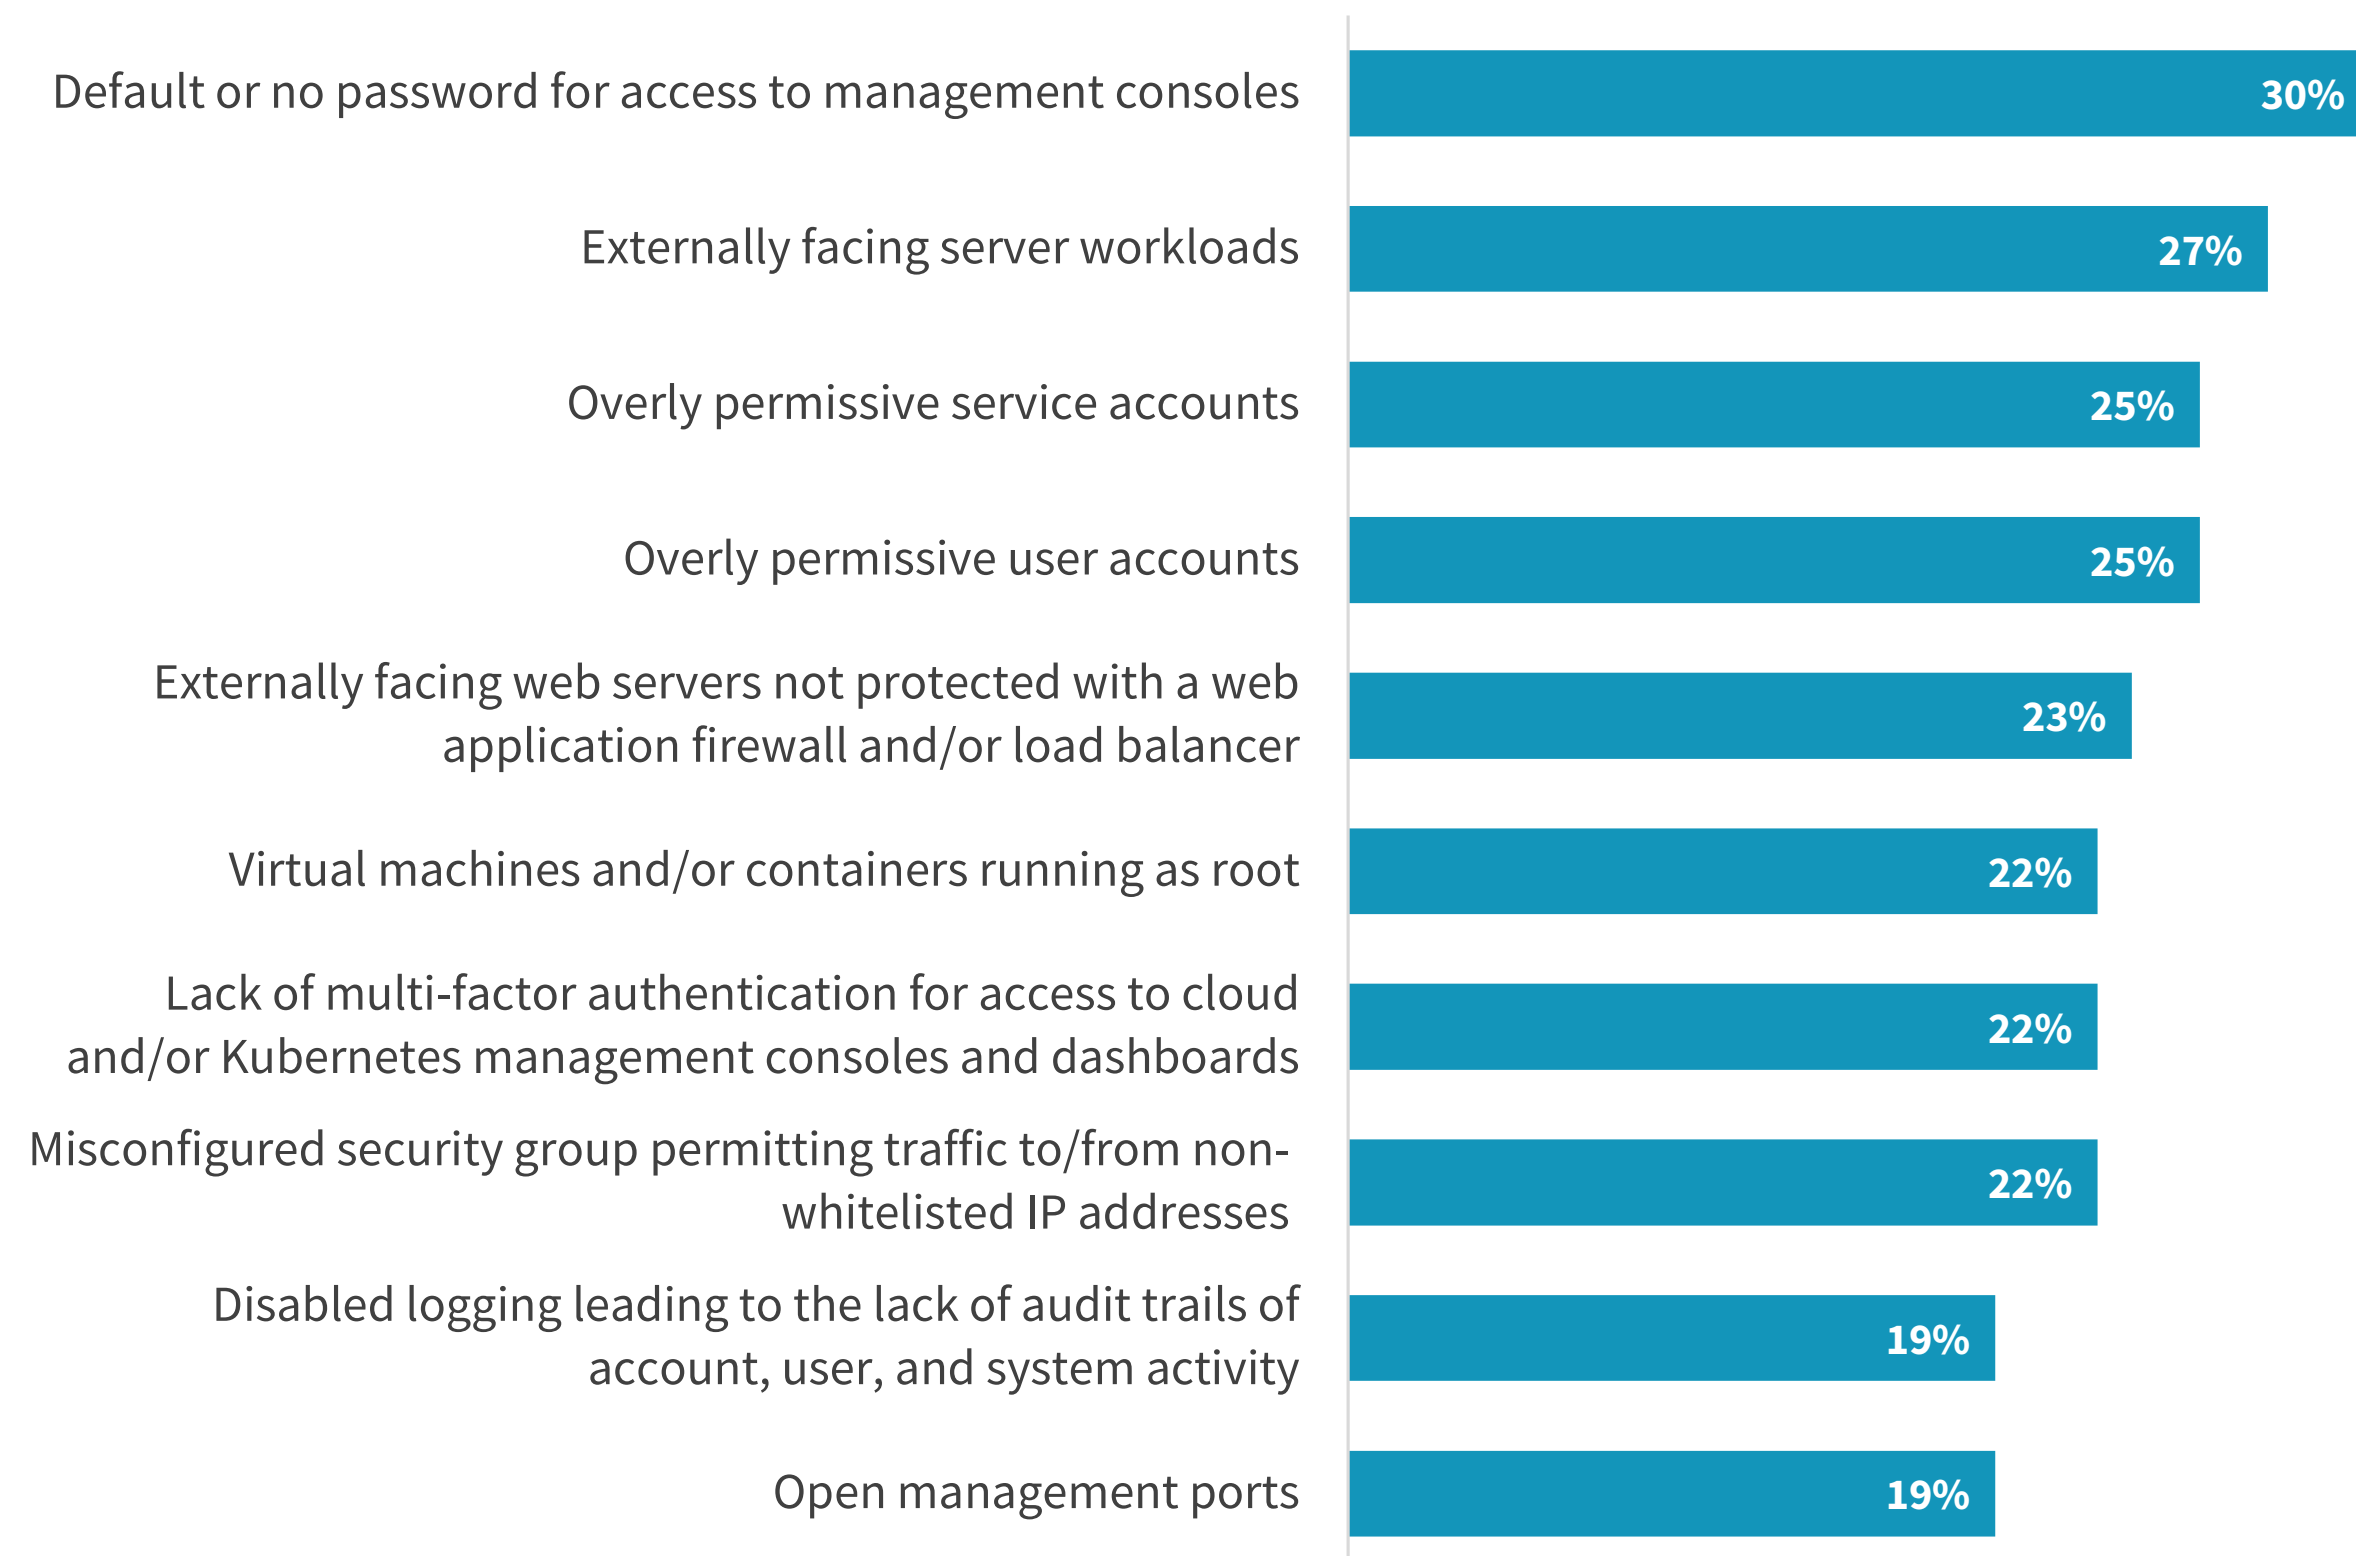 Default or no password for access to management consoles
30%
Externally facing server workloads
27%
Overly permissive service accounts
25%
Overly permissive user accounts
25%
Externally facing web servers not protected with a web
application firewall and/or load balancer
23%
Virtual machines and/or containers running as root
22%
Lack of multi-factor authentication for access to cloud
and/or Kubernetes management consoles and dashboards
22%
Misconfigured security group permitting traffic to/from non-
whitelisted IP addresses
22%
Disabled logging leading to the lack of audit trails of
account, user, and system activity
19%
Open management ports
19%